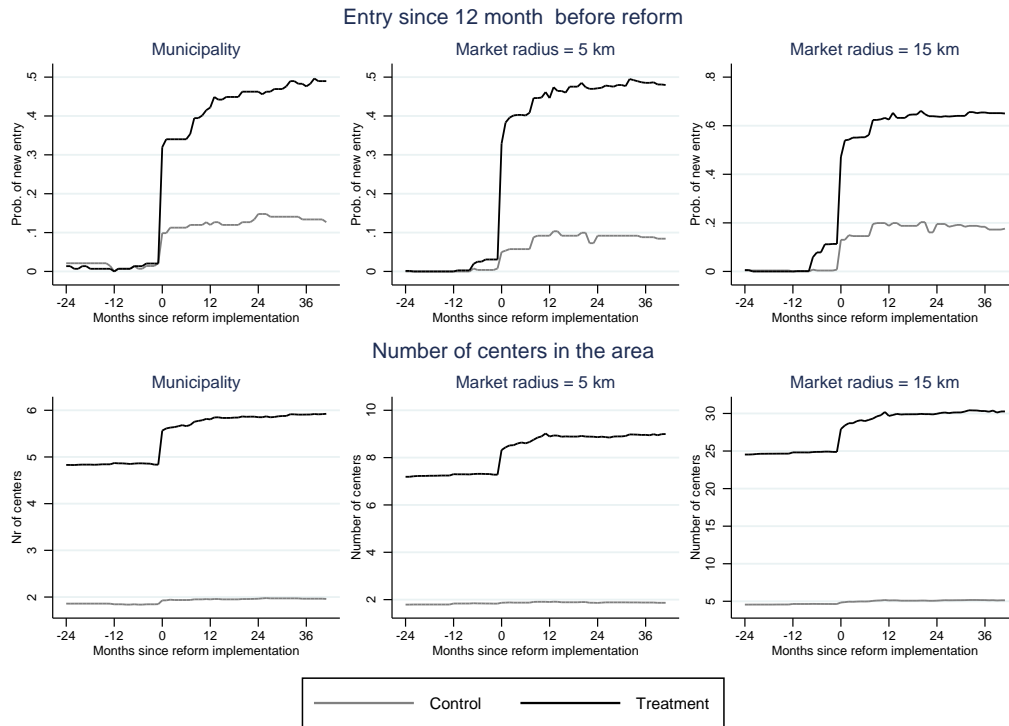 Entry since 12 month  before reform
Municipality
Prob. of new entry
0 .1 .2 .3 .4 .5
-24 -12 0 12 24 36
Months since reform implementation
Market radius = 5 km
Prob. of new entry
0 .1 .2 .3 .4 .5
-24 -12 0 12 24 36
Months since reform implementation
Market radius = 15 km
Prob. of new entry
0 .2 .4 .6 .8
-24 -12 0 12 24 36
Months since reform implementation
Number of centers in the area
Municipality
Nr of centers
2 3 4 5 6
-24 -12 0 12 24 36
Months since reform implementation
Market radius = 5 km
Number of centers
2 4 6 8 10
-24 -12 0 12 24 36
Months since reform implementation
Market radius = 15 km
Number of centers
5 10 15 20 25 30
-24 -12 0 12 24 36
Months since reform implementation
Control Treatment